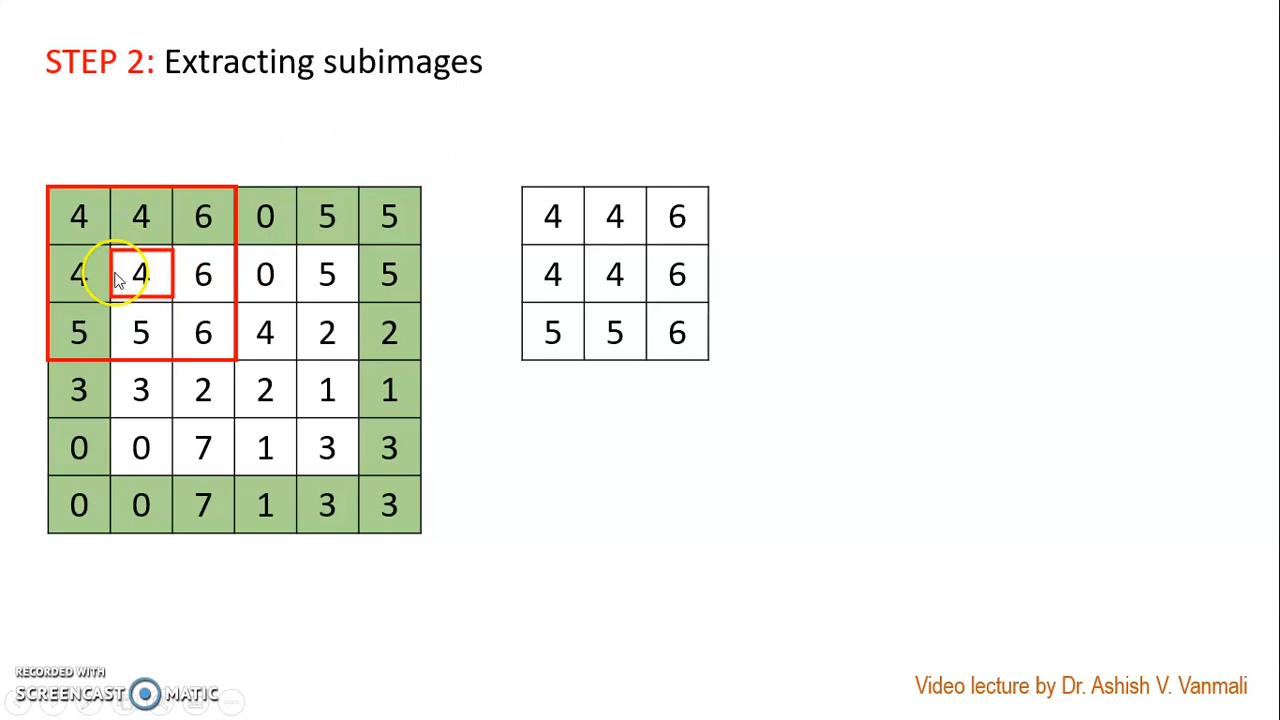 STEP 2: Extracting subimages
4 4 6 0 5 5
4 4 6 0 5 5
5 5 6 4 2 2
3 3 2 2 1 1
0 0 7 1 3 3
0 0 7 1 3 3
4 4 6
4 4 6
5 5 6
RECORDED WITH
SCREENCAST MATIC
Video lecture by Dr. Ashish V. Vanmali